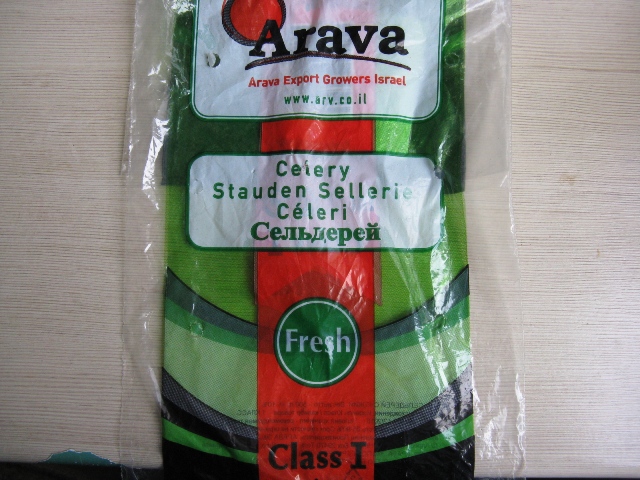 Arava
Arava Export Growers Israel
www.arv.co.il
Celery
Stauden Sellerie
Céleri
Сельдерей
Fresh
Class I